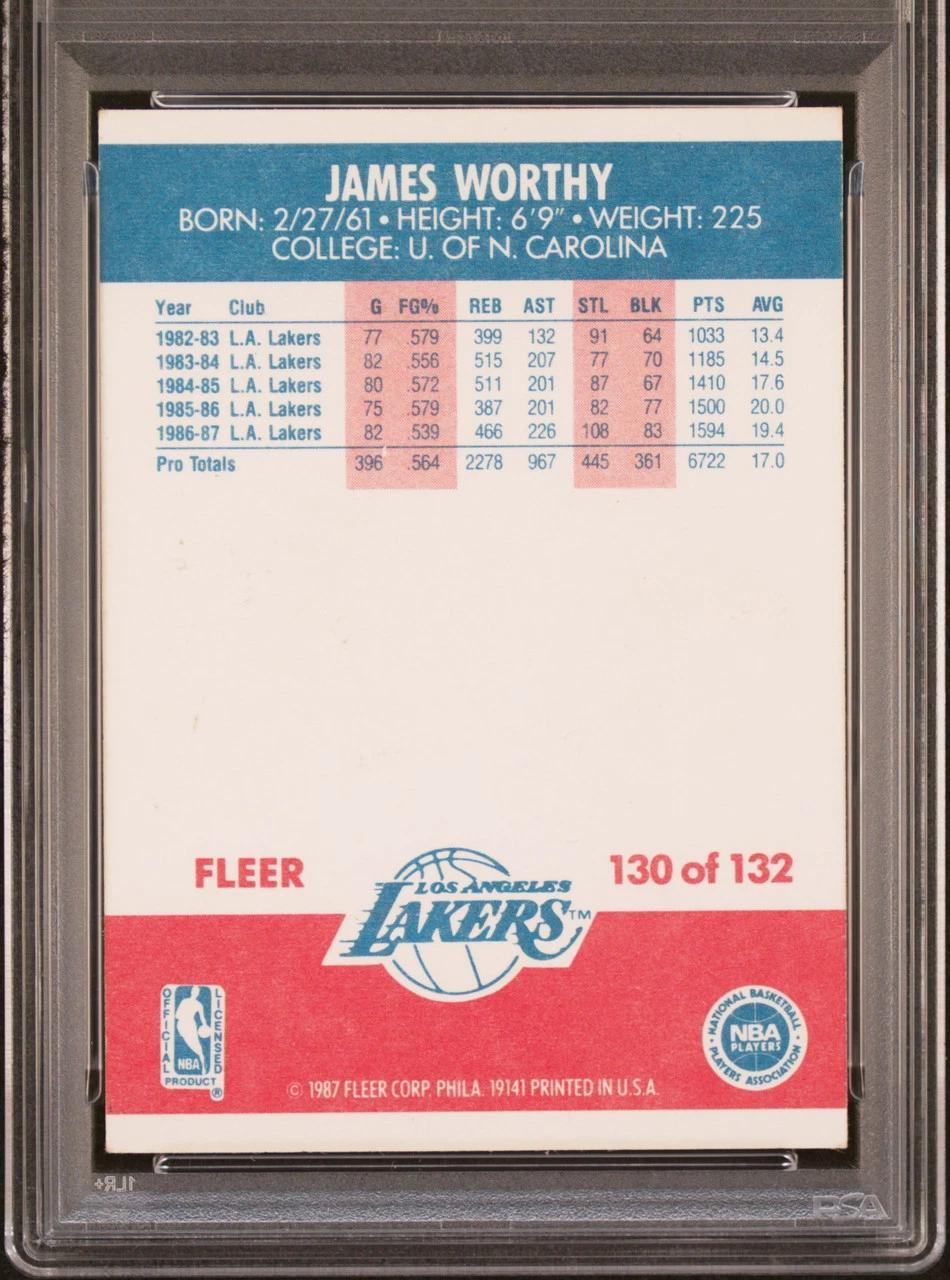 JAMES WORTHY
BORN: 2/27/61 • HEIGHT: 6'9" • WEIGHT: 225
COLLEGE: U. OF N. CAROLINA
Year Club G FG% REB AST STL BLK PTS AVG
1982-83 L.A. Lakers 77 .579 399 132 91 64 1033 13.4
1983-84 L.A. Lakers 82 .556 515 207 77 70 1185 14.5
1984-85 L.A. Lakers 80 .572 511 201 87 67 1410 17.6
1985-86 L.A. Lakers 75 .579 387 201 82 77 1500 20.0
1986-87 L.A. Lakers 82 .539 466 226 108 83 1594 19.4
Pro Totals 396 .564 2278 967 445 361 6722 17.0
FLEER
130 of 132
LOS ANGELES
LAKERS™
OFFICIAL LICENSED
NBA
PRODUCT ®
NATIONAL BASKETBALL
NBA
PLAYERS
• PLAYERS ASSOCIATION •
© 1987 FLEER CORP. PHILA. 19141 PRINTED IN U.S.A.
1LR+
PSA